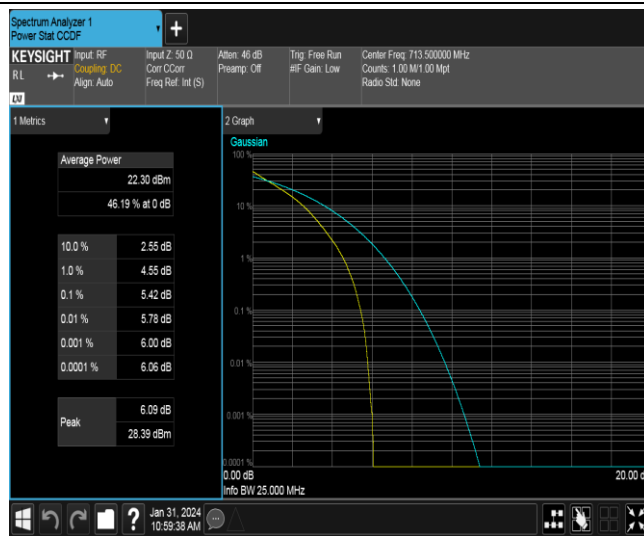 Spectrum Analyzer 1
Power Stat CCDF
+
KEYSIGHT
RL
LXI
Input: RF
Coupling: DC
Align: Auto
Input Z: 50 Ω
Corr CCorr
Freq Ref: Int (S)
Atten: 46 dB
Preamp: Off
Trig: Free Run
#IF Gain: Low
Center Freq: 713.500000 MHz
Counts: 1.00 M/1.00 Mpt
Radio Std: None
1 Metrics
Average Power
22.30 dBm
46.19 % at 0 dB
10.0 % 2.55 dB
1.0 % 4.55 dB
0.1 % 5.42 dB
0.01 % 5.78 dB
0.001 % 6.00 dB
0.0001 % 6.06 dB
Peak
6.09 dB
28.39 dBm
2 Graph
Gaussian
100 %
10 %
1 %
0.1 %
0.01 %
0.001 %
0.0001 %
0.00 dB
20.00 d
Info BW 25.000 MHz
?
Jan 31, 2024
10:59:38 AM